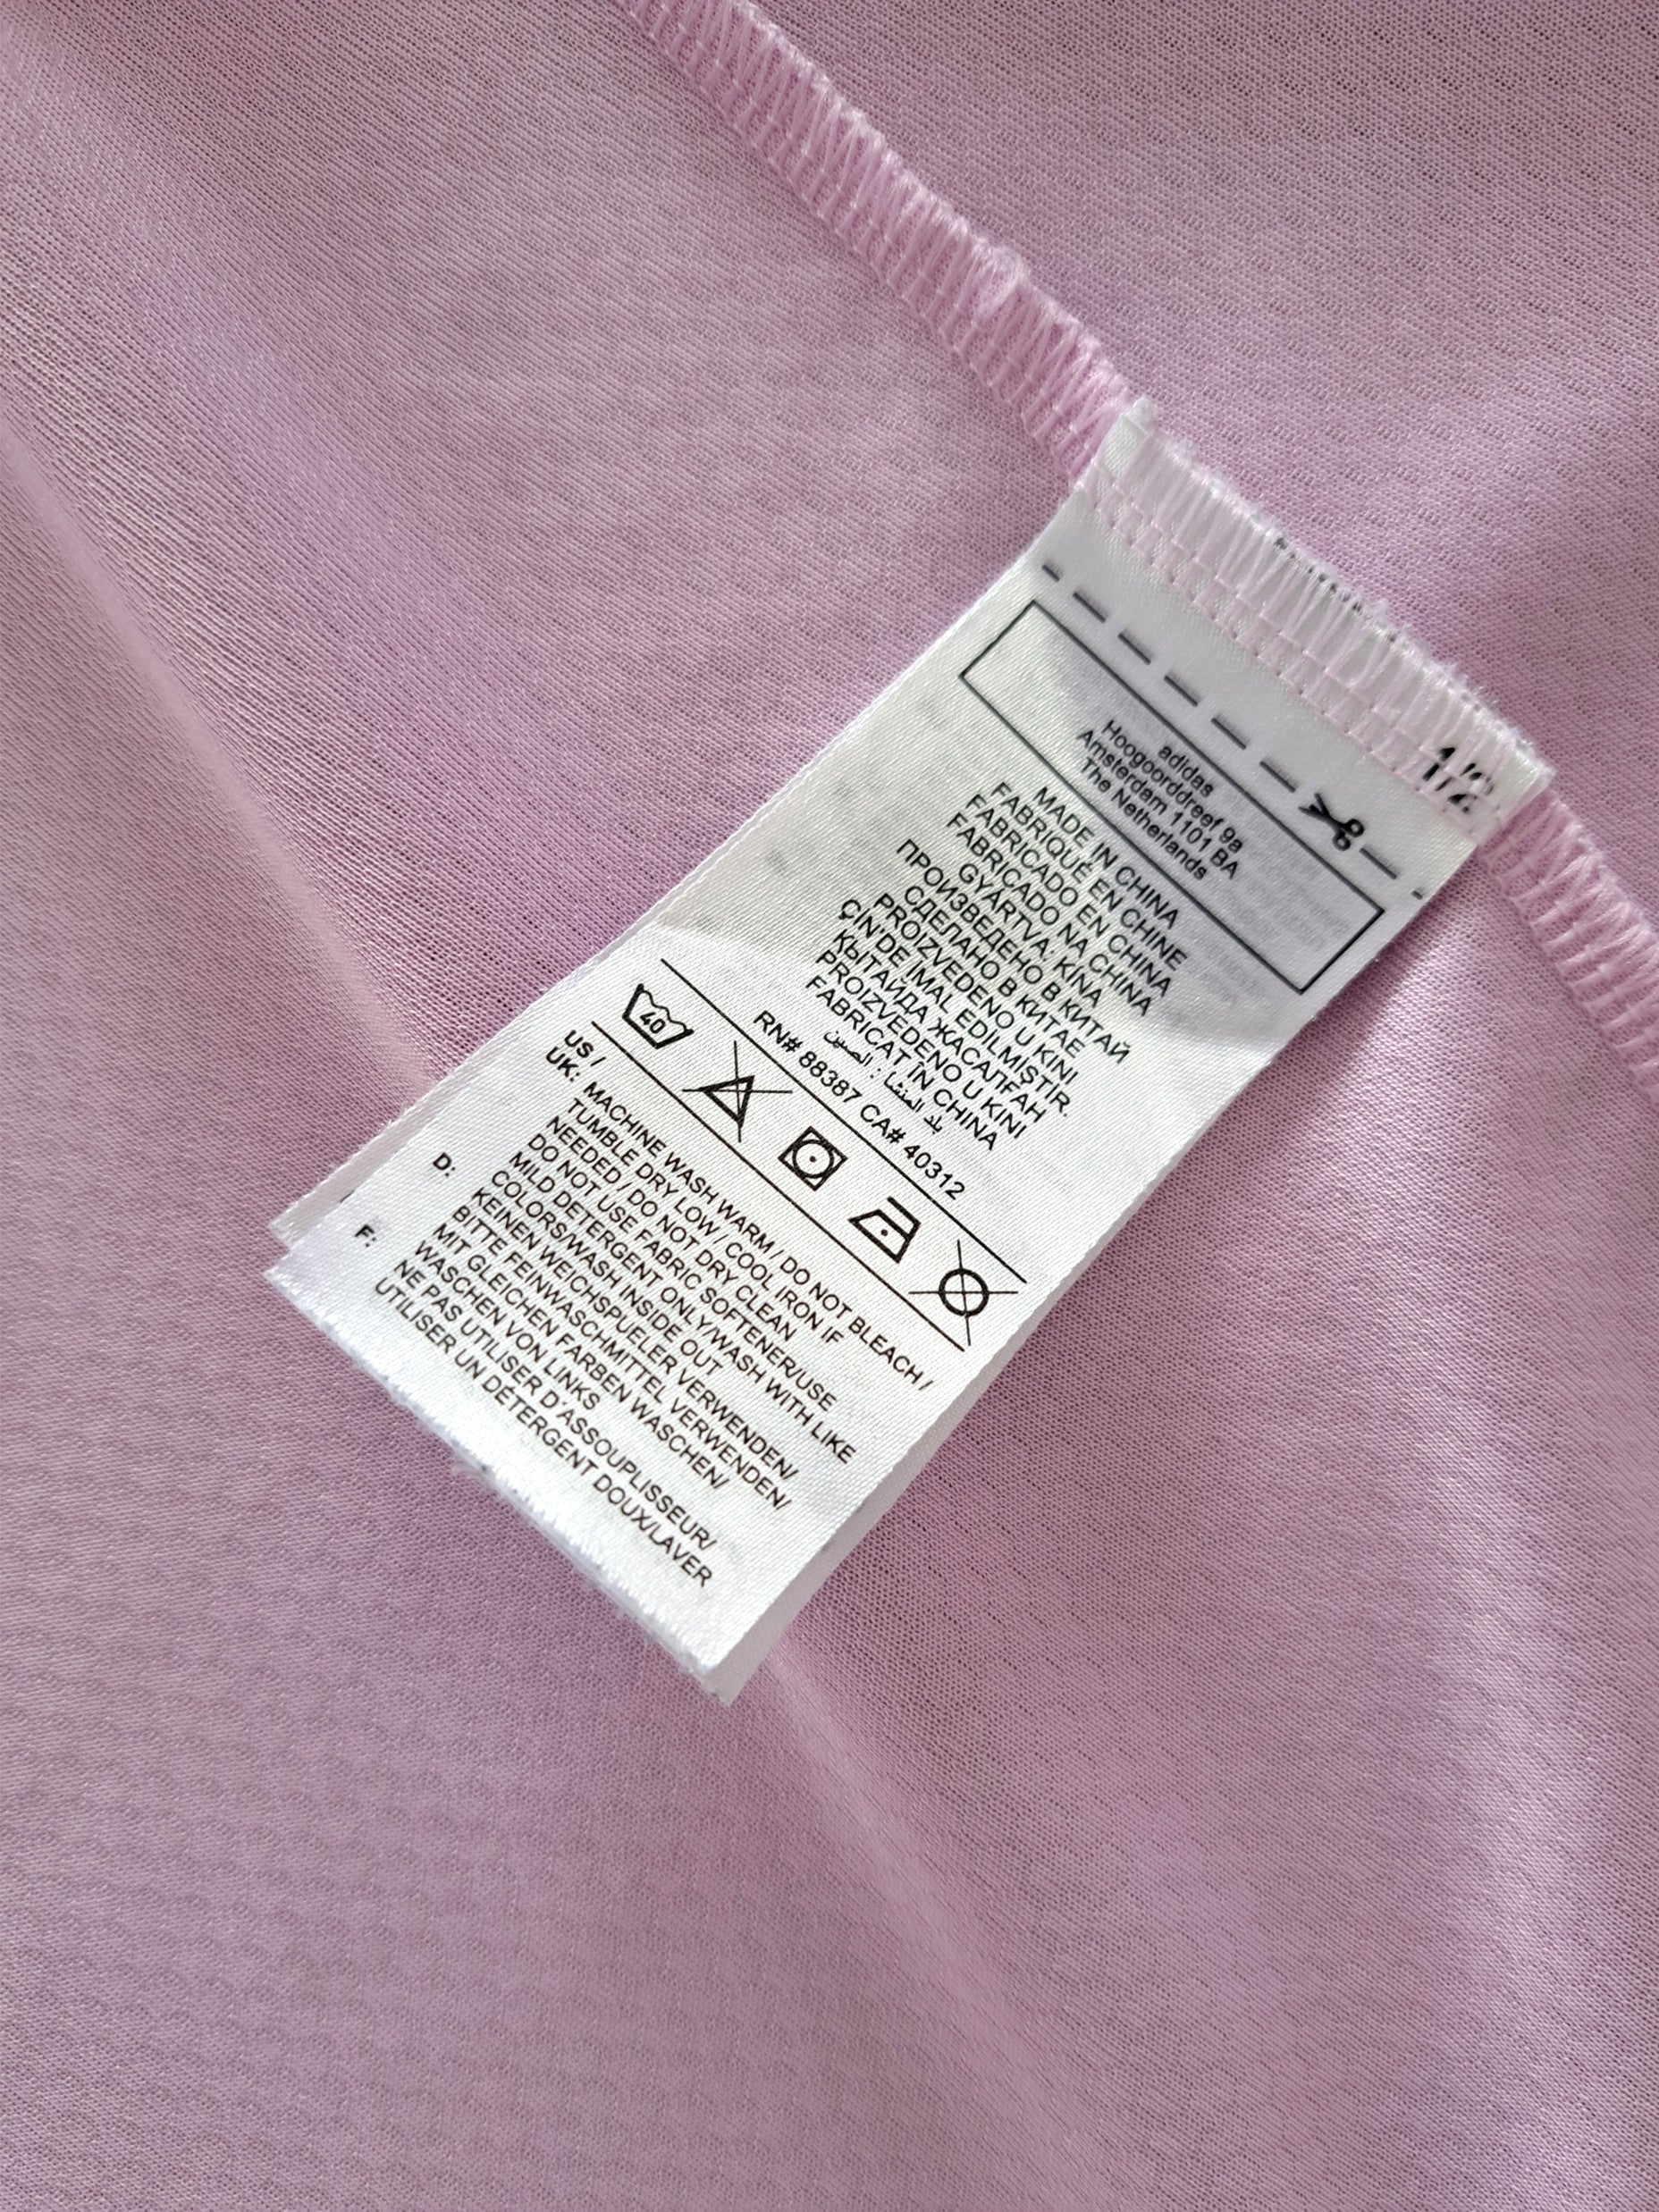 1/2
adidas
Hoogoorddreef 9a
Amsterdam 1101 BA
The Netherlands
MADE IN CHINA
FABRIQUÉ EN CHINE
FABRICADO EN CHINA
FABRICADO NA CHINA
GYÁRTVA: KÍNA
ПРОИЗВЕДЕНО В КИТАЙ
СДЕЛАНО В КИТАЕ
PROIZVEDENO U KINI
ÇİN'DE İMAL EDİLMİŞTİR.
ҚЫТАЙДА ЖАСАЛҒАН
PROIZVEDENO U KINI
FABRICAT ÎN CHINA
بلد المنشأ : الصين
RN# 88387 CA# 40312
40
US /
UK: MACHINE WASH WARM / DO NOT BLEACH /
TUMBLE DRY LOW / COOL IRON IF
NEEDED / DO NOT DRY CLEAN
DO NOT USE FABRIC SOFTENER/USE
MILD DETERGENT ONLY/WASH WITH LIKE
COLORS/WASH INSIDE OUT
D: KEINEN WEICHSPUELER VERWENDEN/
BITTE FEINWASCHMITTEL VERWENDEN/
MIT GLEICHEN FARBEN WASCHEN/
WASCHEN VON LINKS
F: NE PAS UTILISER D'ASSOUPLISSEUR/
UTILISER UN DÉTERGENT DOUX/LAVER